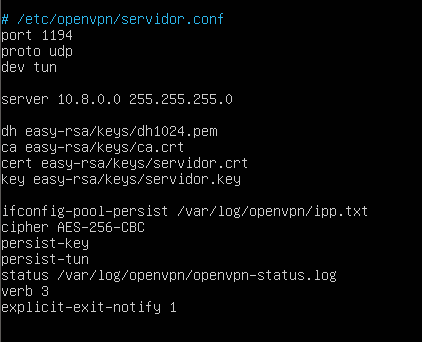 # /etc/openvpn/servidor.conf
port 1194
proto udp
dev tun
server 10.8.0.0 255.255.255.0
dh easy-rsa/keys/dh1024.pem
ca easy-rsa/keys/ca.crt
cert easy-rsa/keys/servidor.crt
key easy-rsa/keys/servidor.key
ifconfig-pool-persist /var/log/openvpn/ipp.txt
cipher AES-256-CBC
persist-key
persist-tun
status /var/log/openvpn/openvpn-status.log
verb 3
explicit-exit-notify 1